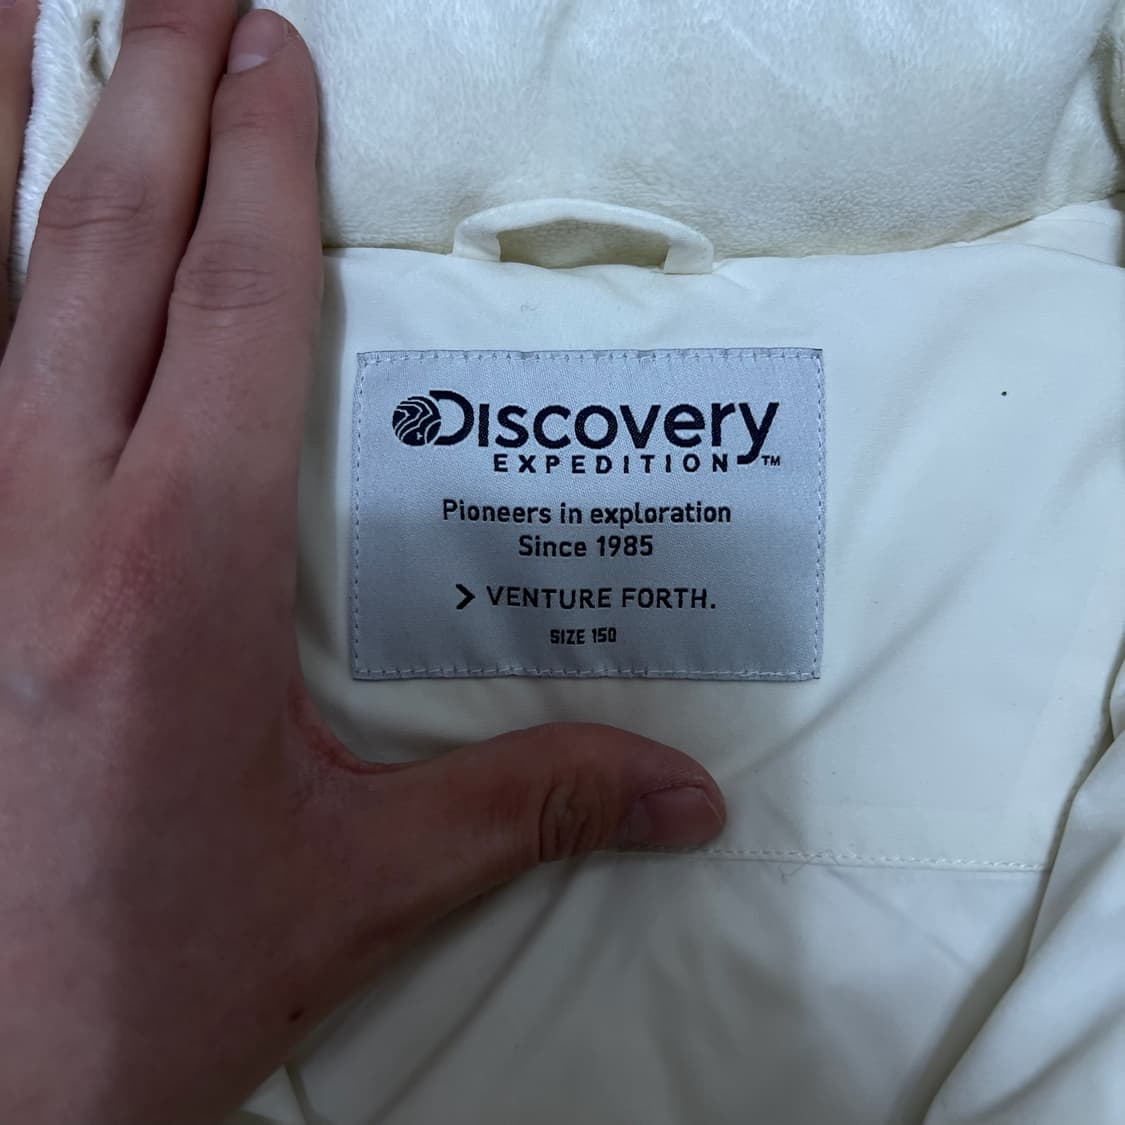 Discovery
EXPEDITION™
Pioneers in exploration
Since 1985
> VENTURE FORTH.
SIZE 150